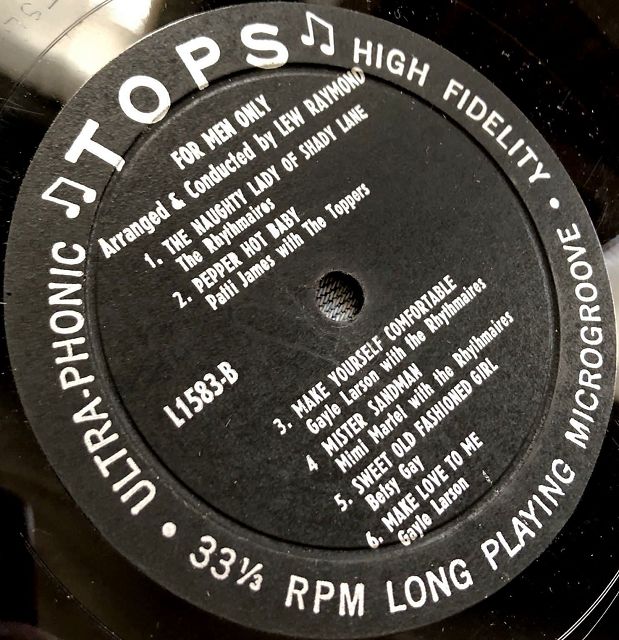 ♫ TOPS ♫
HIGH FIDELITY •
ULTRA-PHONIC
FOR MEN ONLY
Arranged & Conducted by LEW RAYMOND
1. THE NAUGHTY LADY OF SHADY LANE
The Rhythmaires
2. PEPPER HOT BABY
Patti James with The Toppers
L1583-B
3. MAKE YOURSELF COMFORTABLE
Gayle Larson with the Rhythmaires
4 MISTER SANDMAN
Mimi Martel with the Rhythmaires
5. SWEET OLD FASHIONED GIRL
Betsy Gay
6. MAKE LOVE TO ME
Gayle Larson
• 33⅓ RPM LONG PLAYING MICROGROOVE